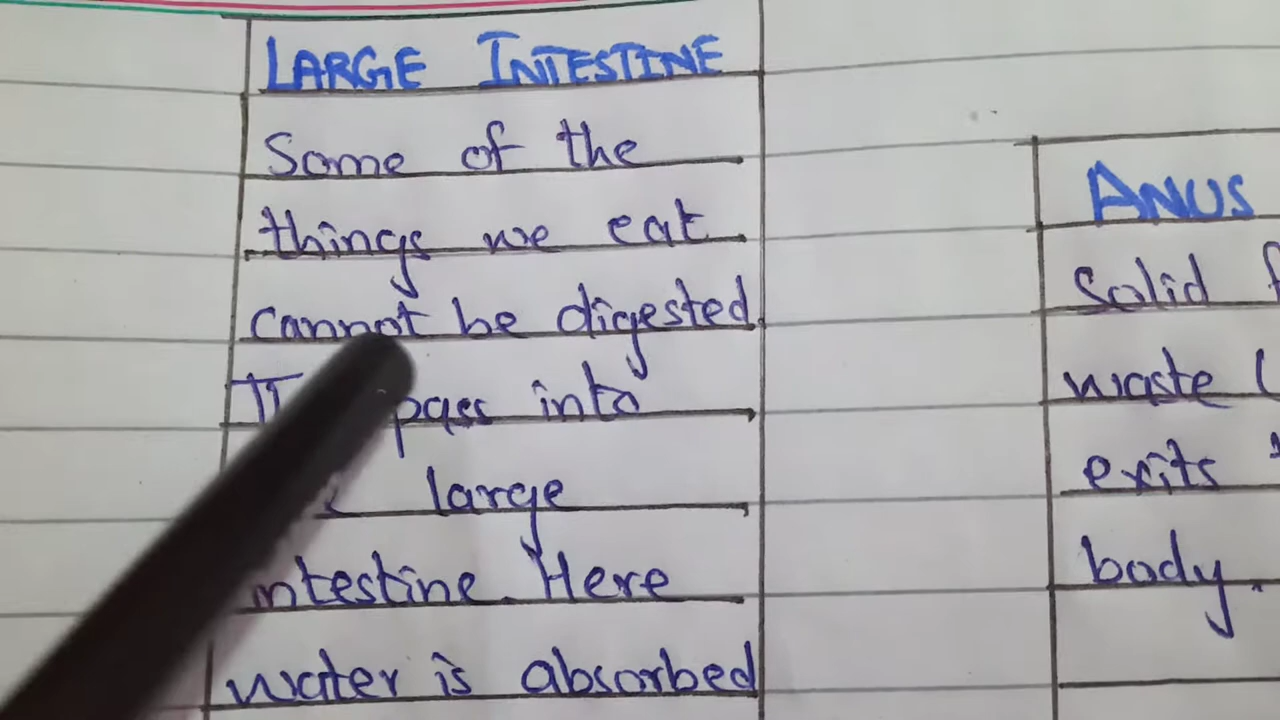 LARGE INTESTINE
Some of the
things we eat
cannot be digested.
pass into
large
intestine. Here
water is absorbed
ANUS
Solid
waste (
exits
body.